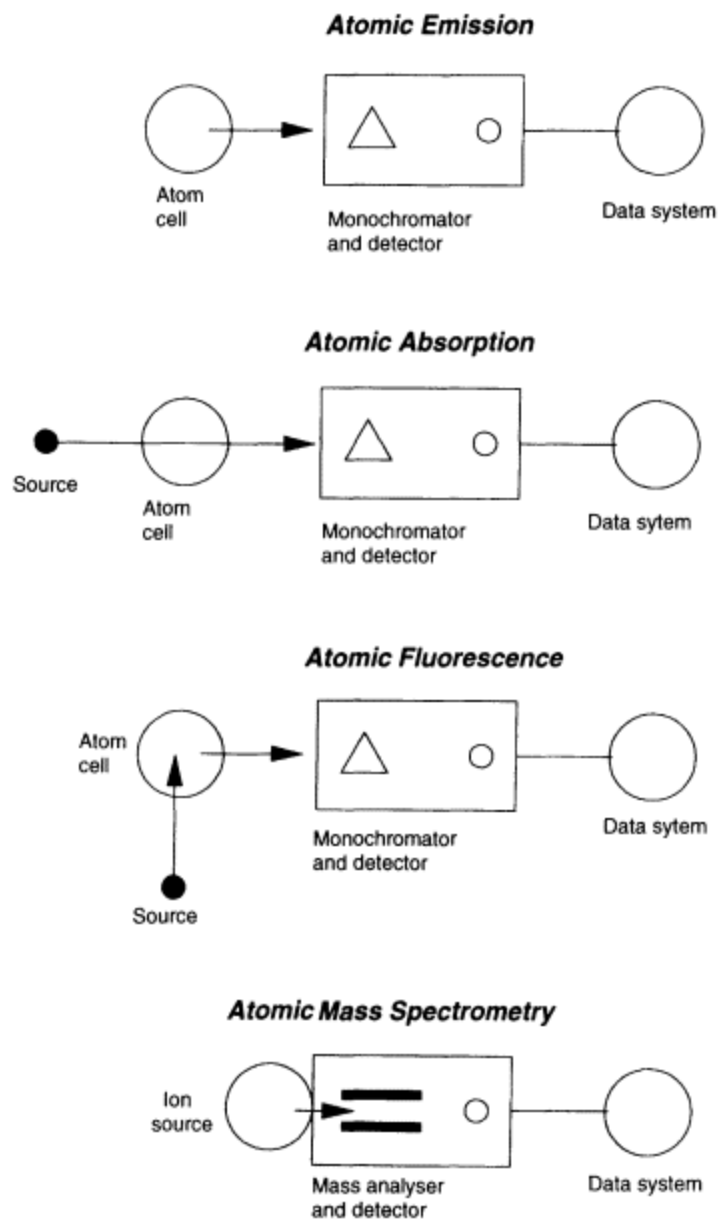 Atomic Emission
Atom
cell
Monochromator
and detector
Data system
Atomic Absorption
Source
Atom
cell
Monochromator
and detector
Data sytem
Atomic Fluorescence
Atom
cell
Source
Monochromator
and detector
Data sytem
Atomic Mass Spectrometry
Ion
source
Mass analyser
and detector
Data system